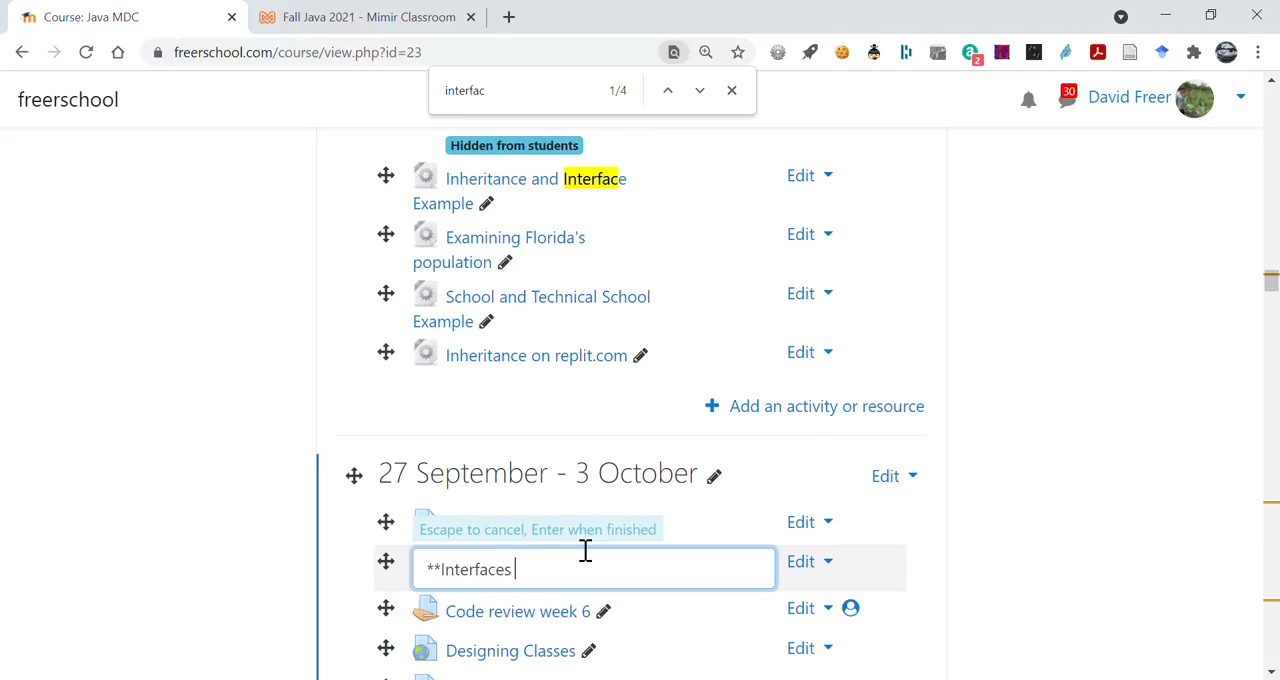 Course: Java MDC
Fall Java 2021 - Mimir Classroom
freerschool.com/course/view.php?id=23
2
interfac 1/4
freerschool
30
David Freer
Hidden from students
Inheritance and Interface
Example
Edit
Examining Florida's
population
Edit
School and Technical School
Example
Edit
Inheritance on replit.com
Edit
Add an activity or resource
27 September - 3 October
Edit
Escape to cancel, Enter when finished
Edit
**Interfaces
Edit
Code review week 6
Edit
Designing Classes
Edit